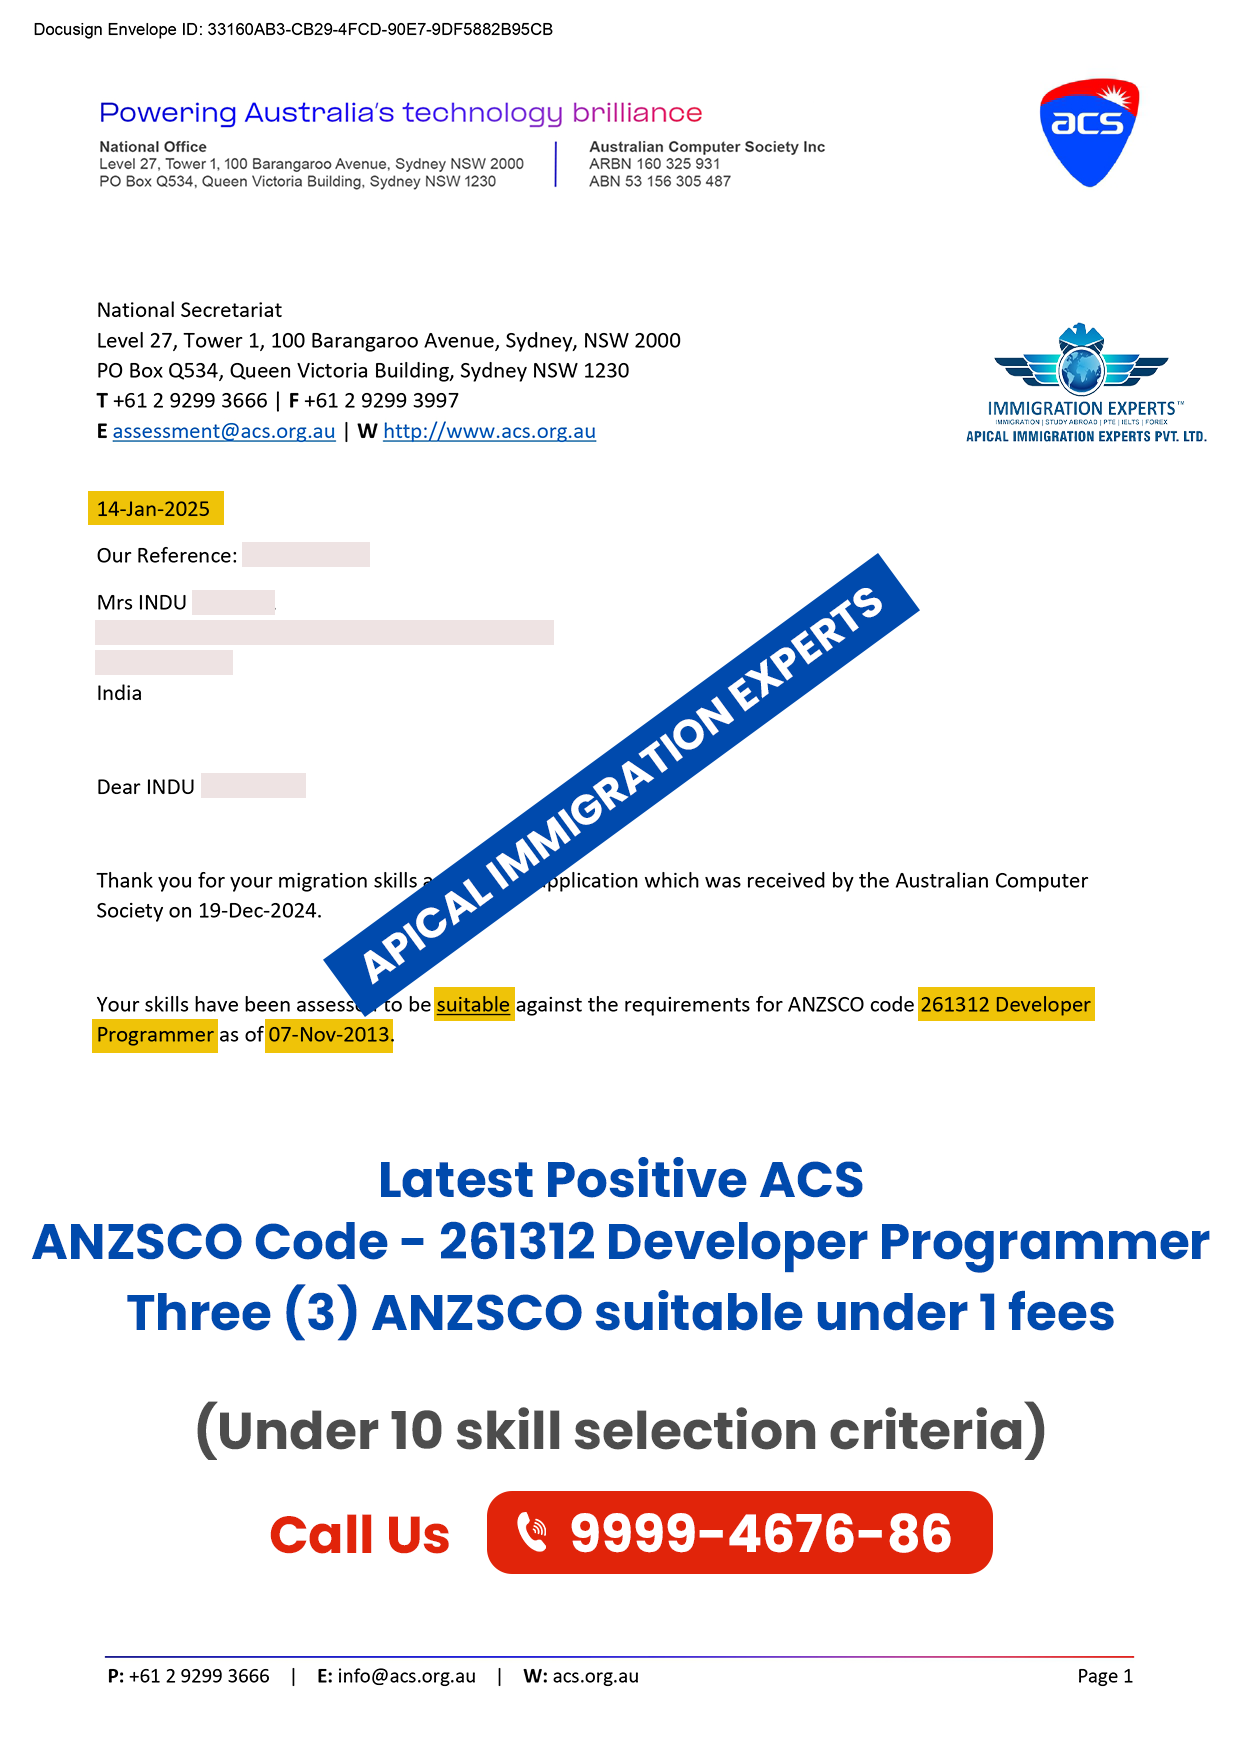 Docusign Envelope ID: 33160AB3-CB29-4FCD-90E7-9DF5882B95CB
Powering Australia's technology brilliance
National Office
Level 27, Tower 1, 100 Barangaroo Avenue, Sydney NSW 2000
PO Box Q534, Queen Victoria Building, Sydney NSW 1230
Australian Computer Society Inc
ARBN 160 325 931
ABN 53 156 305 487
acs
National Secretariat
Level 27, Tower 1, 100 Barangaroo Avenue, Sydney, NSW 2000
PO Box Q534, Queen Victoria Building, Sydney NSW 1230
T +61 2 9299 3666 | F +61 2 9299 3997
E assessment@acs.org.au | W http://www.acs.org.au
IMMIGRATION EXPERTS™
IMMIGRATION | STUDY ABROAD | PTE | IELTS | FOREX
APICAL IMMIGRATION EXPERTS PVT. LTD.
14-Jan-2025
Our Reference:
Mrs INDU
India
Dear INDU
APICAL IMMIGRATION EXPERTS
Thank you for your migration skills application which was received by the Australian Computer
Society on 19-Dec-2024.
Your skills have been assessed to be suitable against the requirements for ANZSCO code 261312 Developer
Programmer as of 07-Nov-2013.
Latest Positive ACS
ANZSCO Code - 261312 Developer Programmer
Three (3) ANZSCO suitable under 1 fees
(Under 10 skill selection criteria)
Call Us 9999-4676-86
P: +61 2 9299 3666 | E: info@acs.org.au | W: acs.org.au Page 1